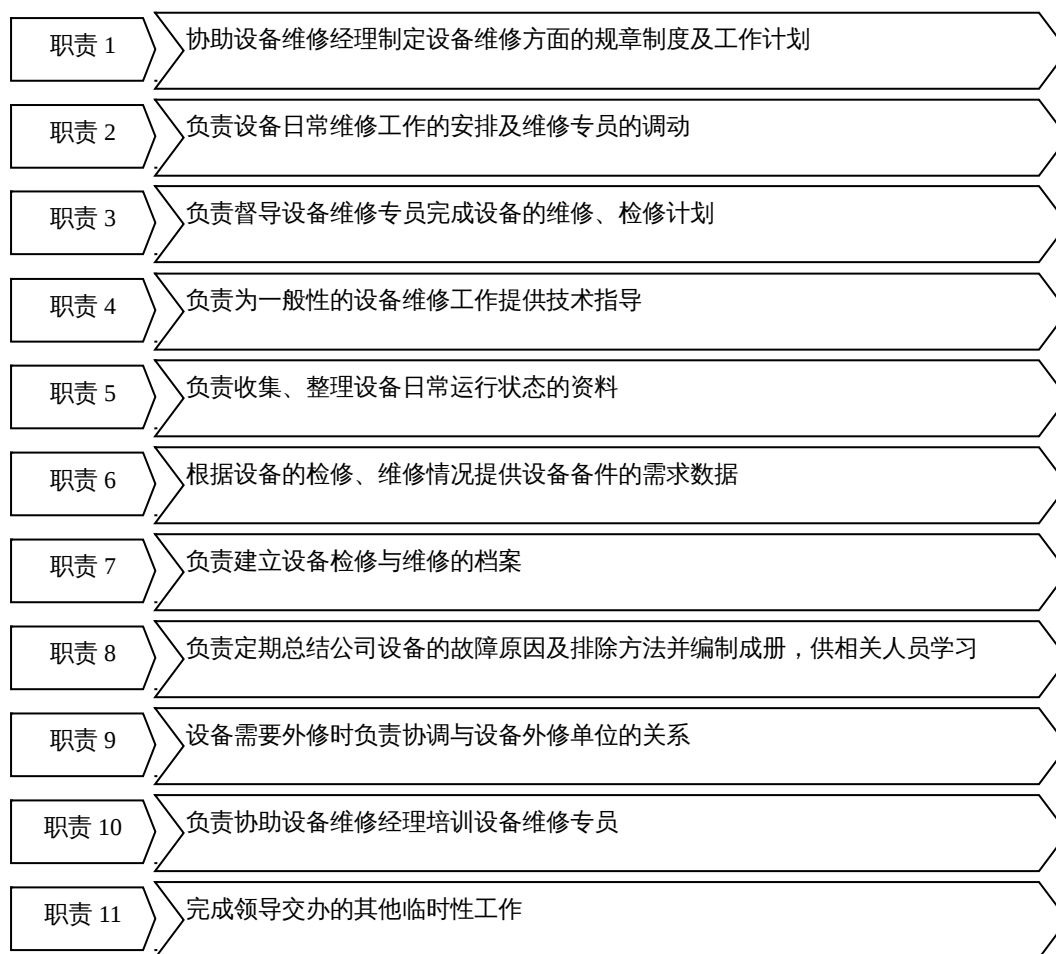 职责 1 协助设备维修经理制定设备维修方面的规章制度及工作计划
职责 2 负责设备日常维修工作的安排及维修专员的调动
职责 3 负责督导设备维修专员完成设备的维修、检修计划
职责 4 负责为一般性的设备维修工作提供技术指导
职责 5 负责收集、整理设备日常运行状态的资料
职责 6 根据设备的检修、维修情况提供设备备件的需求数据
职责 7 负责建立设备检修与维修的档案
职责 8 负责定期总结公司设备的故障原因及排除方法并编制成册，供相关人员学习
职责 9 设备需要外修时负责协调与设备外修单位的关系
职责 10 负责协助设备维修经理培训设备维修专员
职责 11 完成领导交办的其他临时性工作